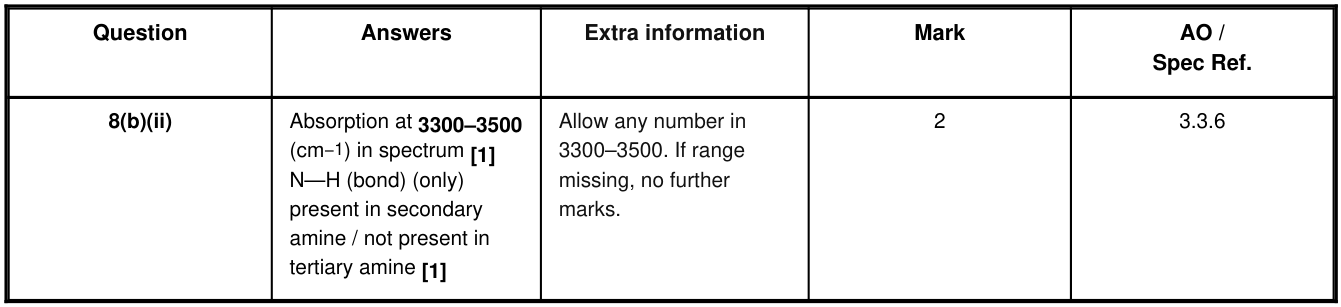 Question Answers Extra information Mark AO /
Spec Ref.
8(b)(ii) Absorption at 3300–3500 Allow any number in 2 3.3.6
(cm–1) in spectrum [1] 3300–3500. If range
N—H (bond) (only) missing, no further
present in secondary marks.
amine / not present in
tertiary amine [1]